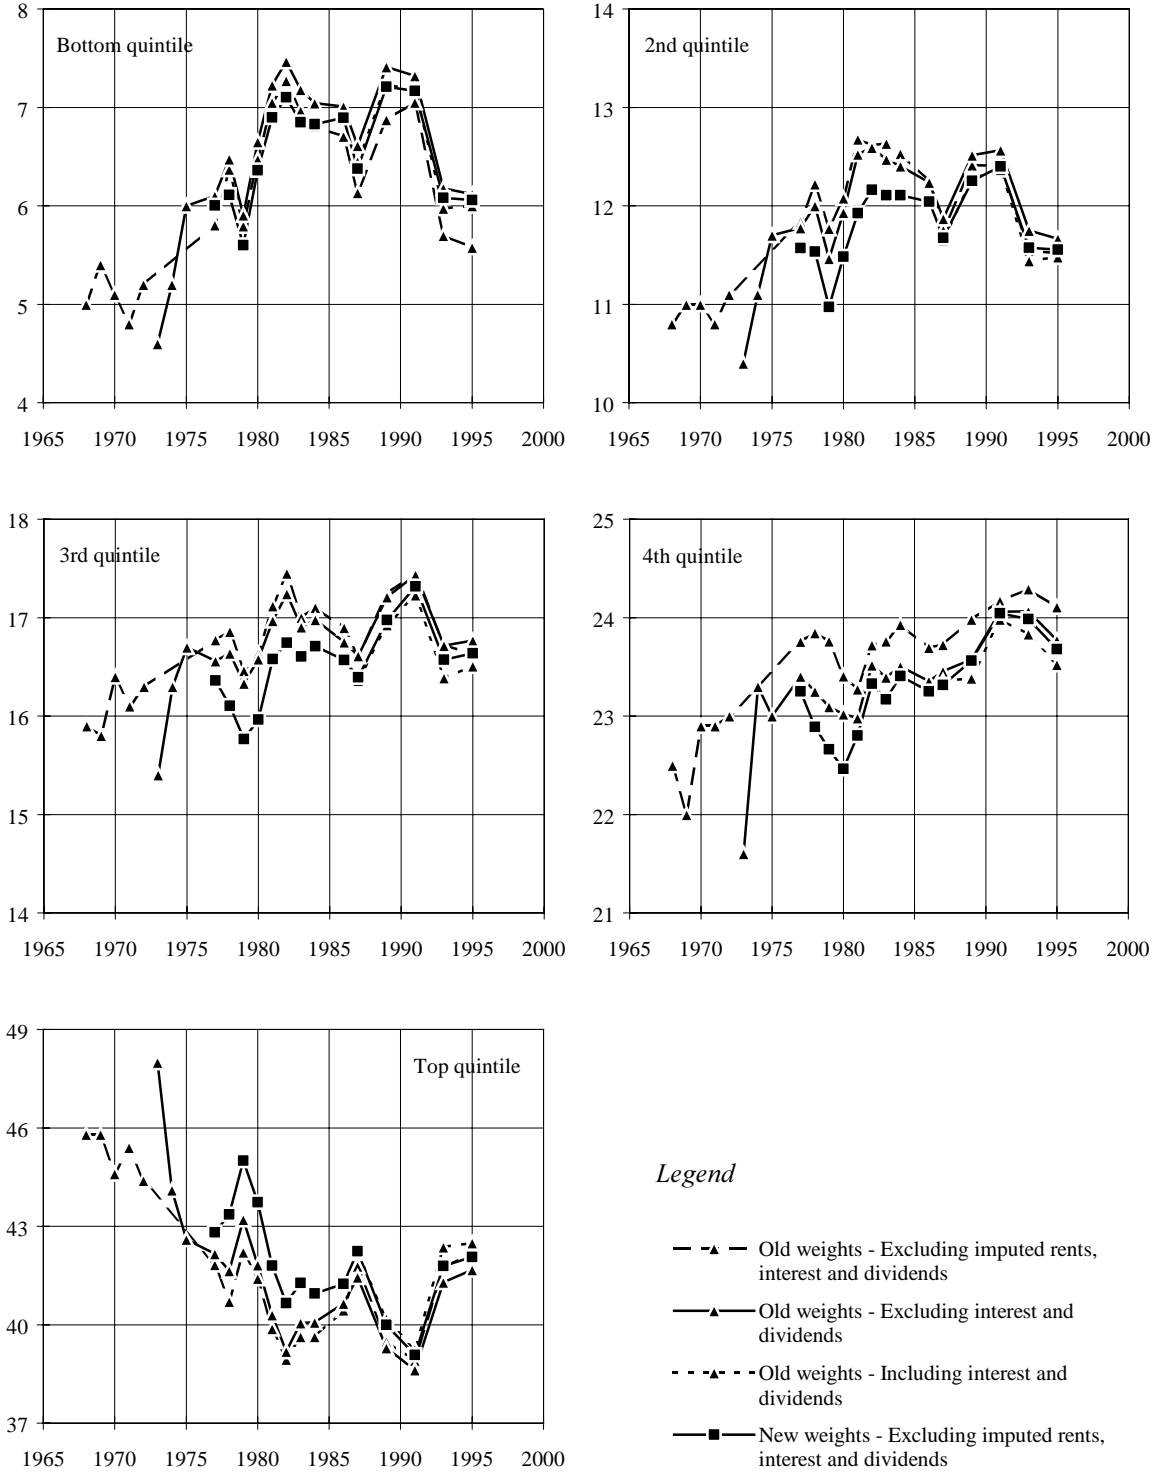 8
7
6
5
4
Bottom quintile
1965 1970 1975 1980 1985 1990 1995 2000
14
13
12
11
10
2nd quintile
1965 1970 1975 1980 1985 1990 1995 2000
18
17
16
15
14
3rd quintile
1965 1970 1975 1980 1985 1990 1995 2000
25
24
23
22
21
4th quintile
1965 1970 1975 1980 1985 1990 1995 2000
49
46
43
40
37
Top quintile
1965 1970 1975 1980 1985 1990 1995 2000
Legend
Old weights - Excluding imputed rents,
interest and dividends
Old weights - Excluding interest and
dividends
Old weights - Including interest and
dividends
New weights - Excluding imputed rents,
interest and dividends